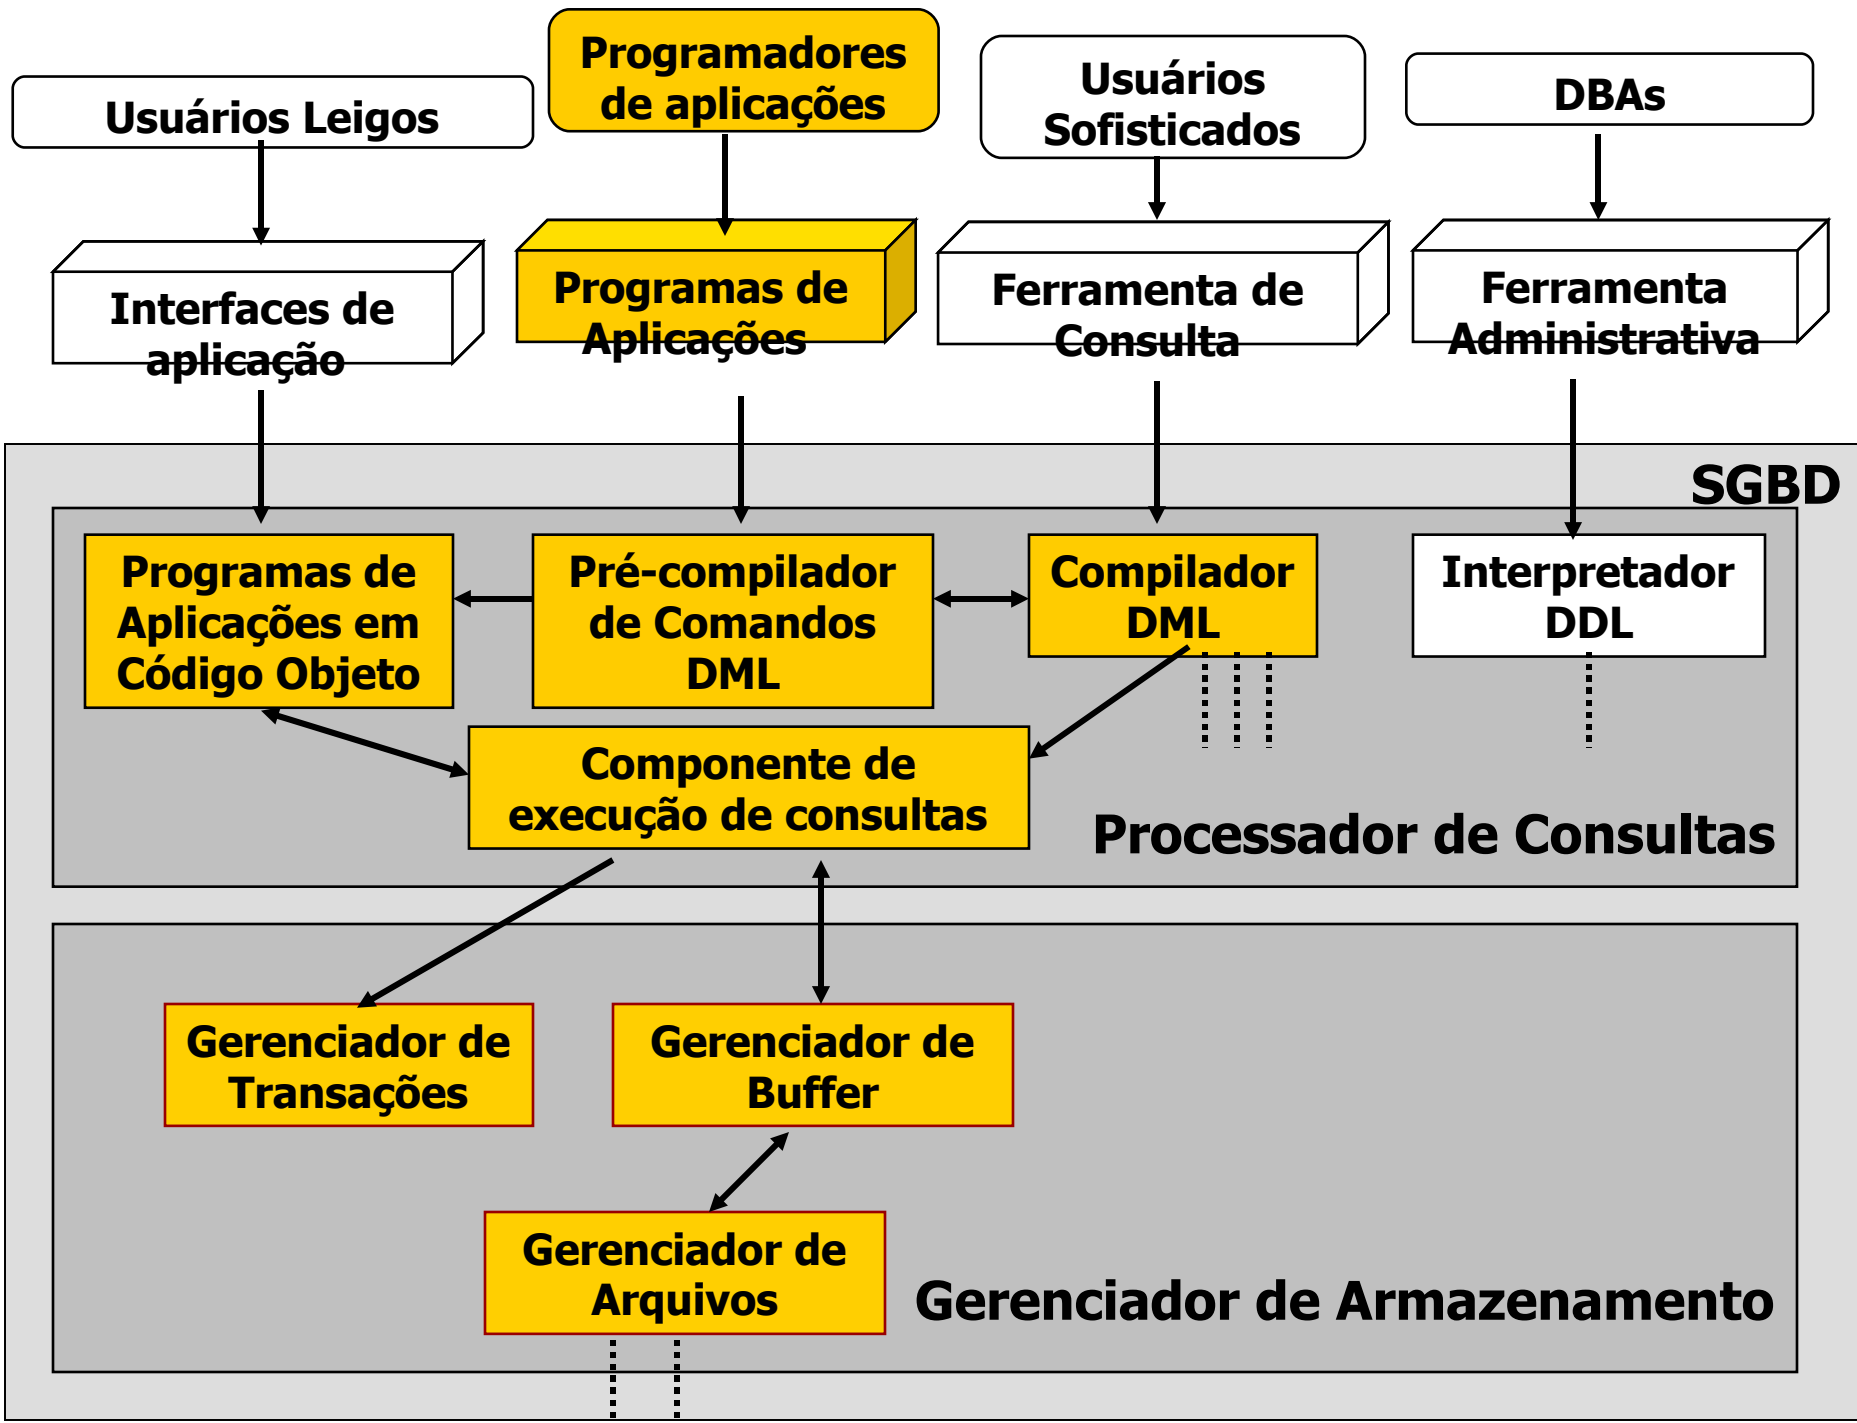 Usuários Leigos
Programadores
de aplicações
Usuários
Sofisticados
DBAs
Interfaces de
aplicação
Programas de
Aplicações
Ferramenta de
Consulta
Ferramenta
Administrativa
SGBD
Programas de
Aplicações em
Código Objeto
Pré-compilador
de Comandos
DML
Compilador
DML
Interpretador
DDL
Componente de
execução de consultas
Processador de Consultas
Gerenciador de
Transações
Gerenciador de
Buffer
Gerenciador de
Arquivos
Gerenciador de Armazenamento